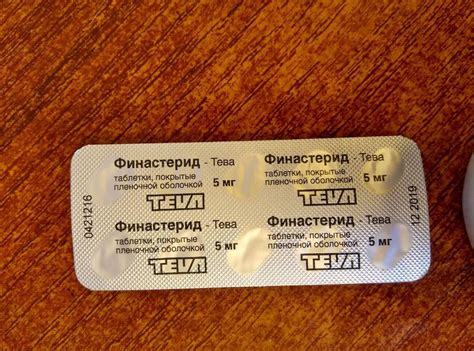 Финастерид - Тева
таблетки, покрытые
пленочной оболочкой 5 мг
TEVA
Финастерид - Тева
таблетки, покрытые
пленочной оболочкой 5 мг
TEVA
Финастерид - Тева
таблетки, покрытые
пленочной оболочкой 5 мг
TEVA
Финастерид - Тева
таблетки, покрытые
пленочной оболочкой 5 мг
TEVA
0421216
12 2019